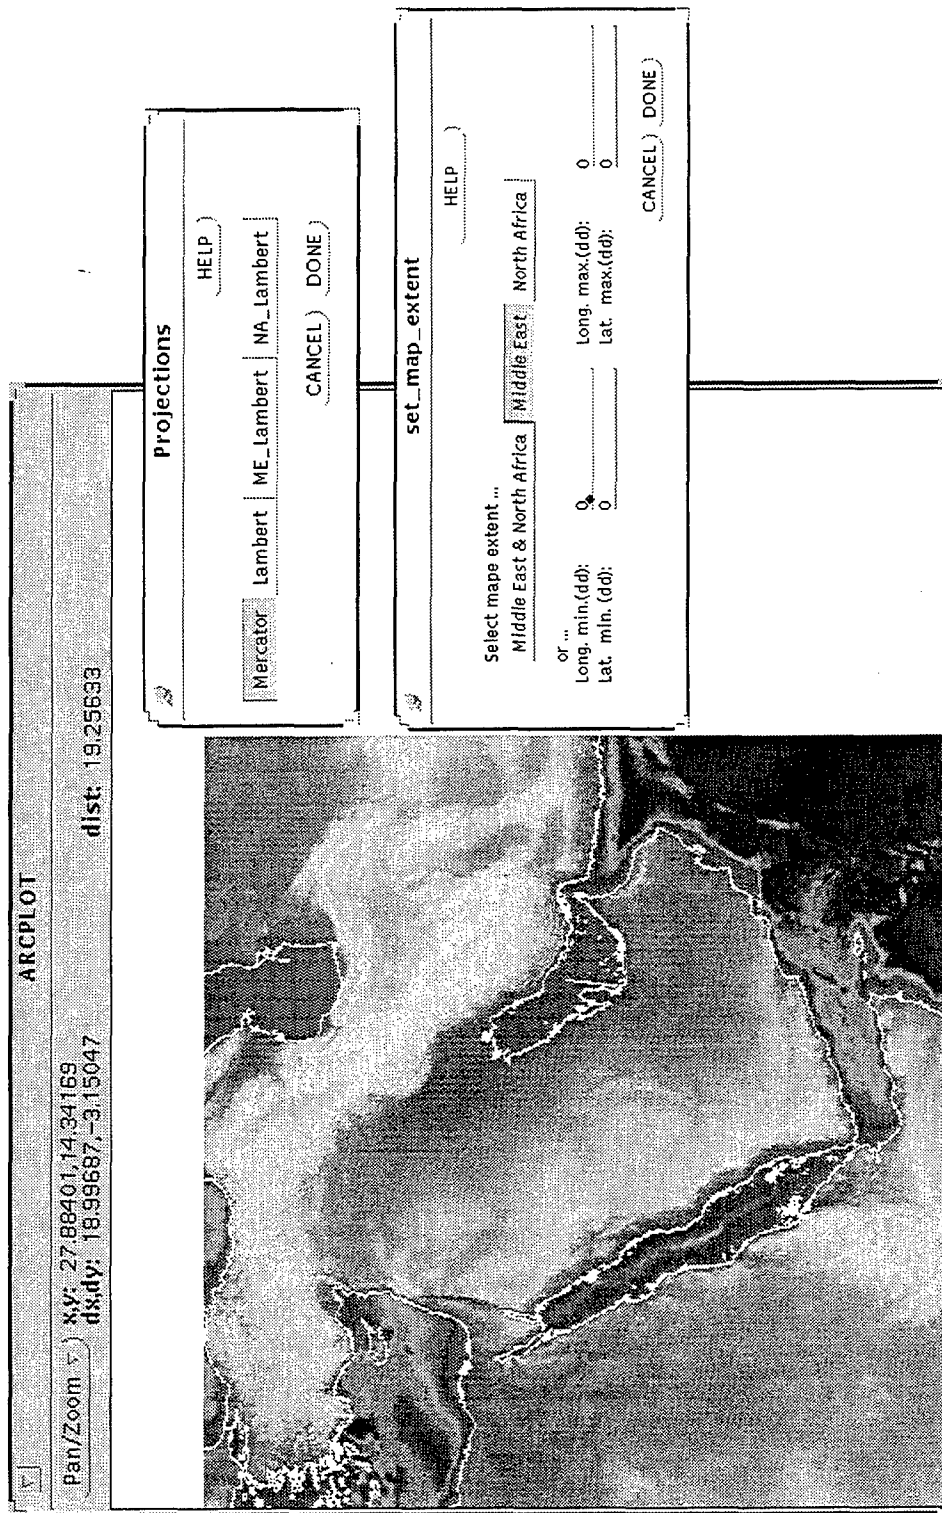 ARCPLOT
Pan/Zoom x,y: 27.88401,14.34169
dx,dy: 18.99687,-3.15047 dist: 19.25633
Projections
HELP
Mercator Lambert ME_Lambert NA_Lambert
CANCEL DONE
set_map_extent
HELP
Select mape extent ...
Middle East & North Africa Middle East North Africa
or ...
Long. min.(dd): 0 Long. max.(dd): 0
Lat. min. (dd): 0 Lat. max.(dd): 0
CANCEL DONE